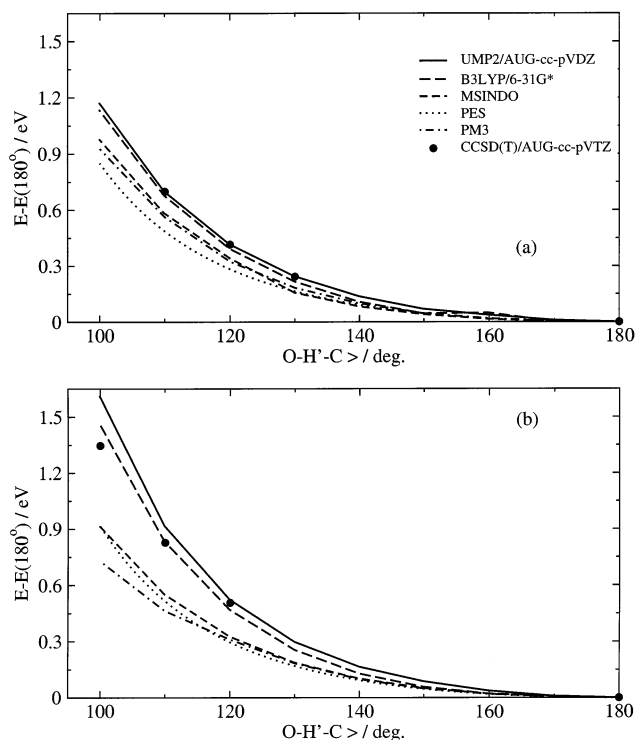 1.5
1.2
0.9
0.6
0.3
0
E-E(180°) / eV
UMP2/AUG-cc-pVDZ
B3LYP/6-31G*
MSINDO
PES
PM3
CCSD(T)/AUG-cc-pVTZ
(a)
100 120 140 160 180
O-H'-C > / deg.
1.5
1.2
0.9
0.6
0.3
0
E-E(180°) / eV
(b)
100 120 140 160 180
O-H'-C > / deg.